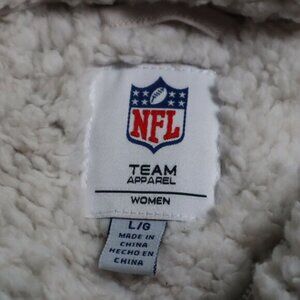 NFL
TEAM
APPAREL
WOMEN
L/G
MADE IN
CHINA
HECHO EN
CHINA